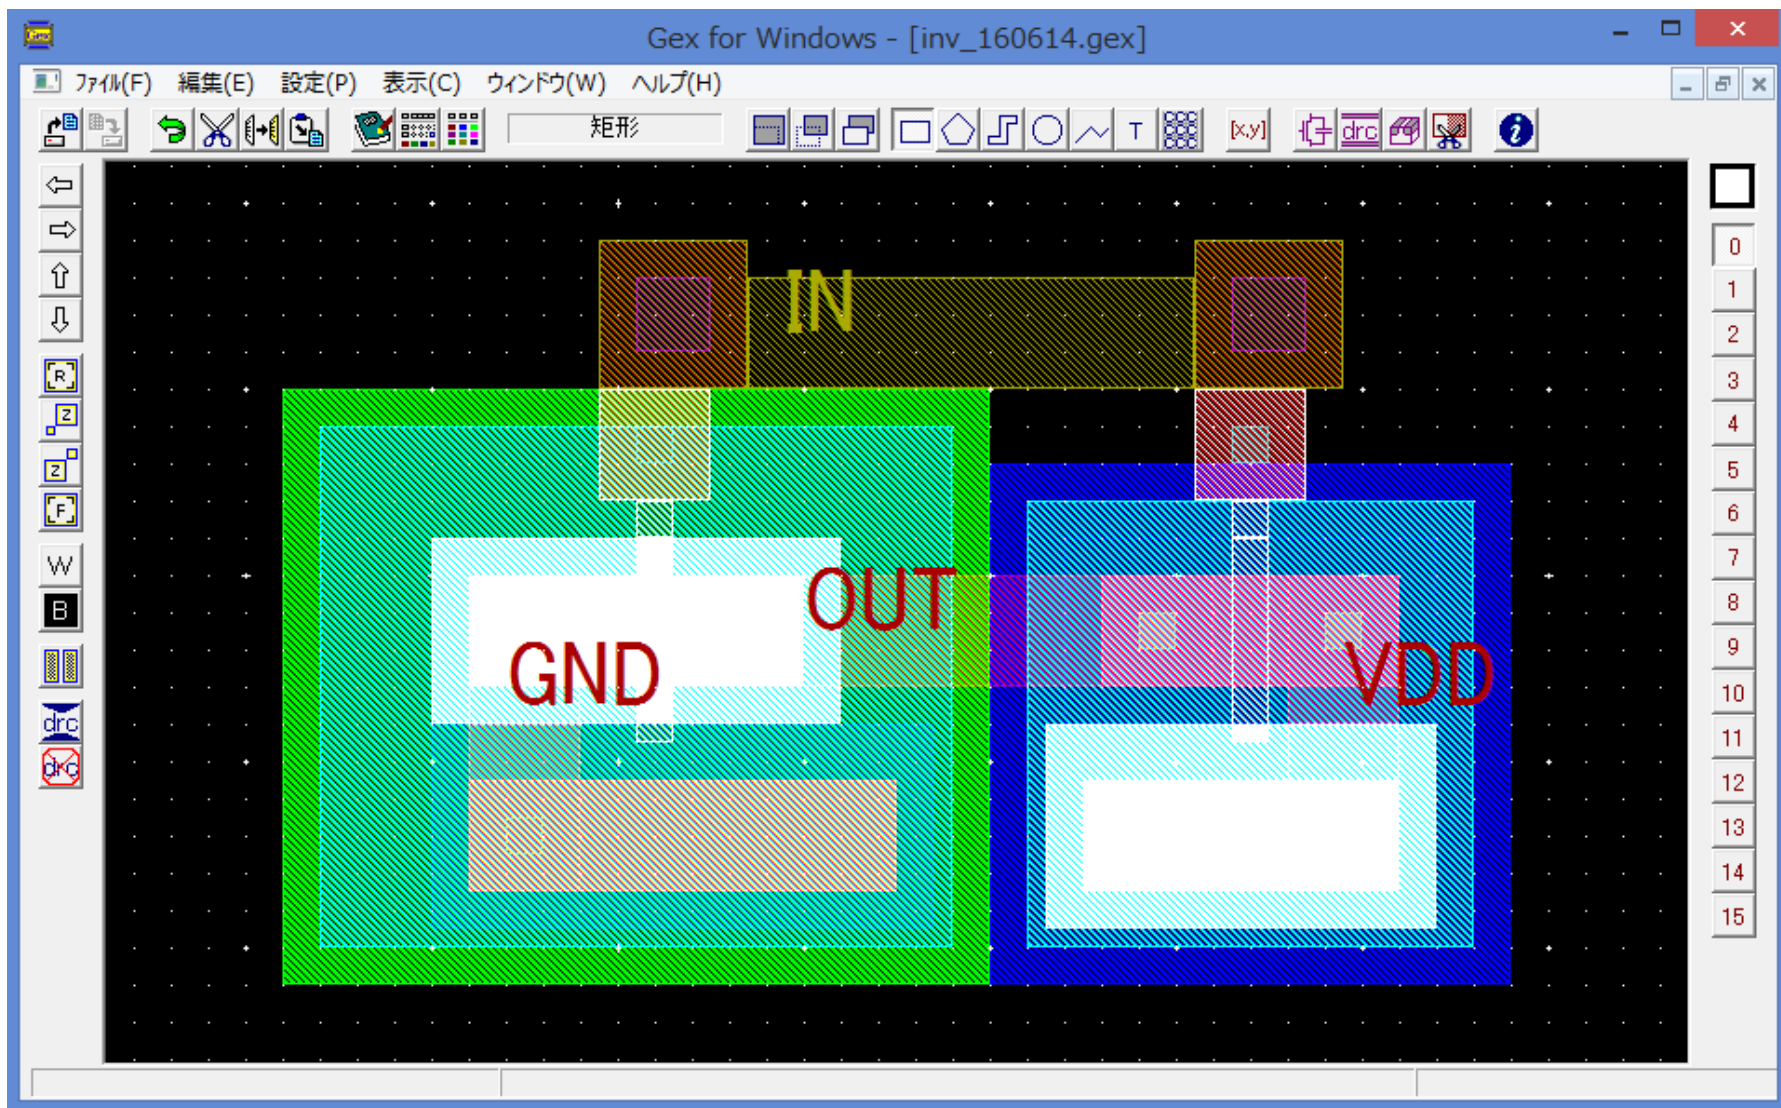 Gex for Windows - [inv_160614.gex]
ファイル(F) 編集(E) 設定(P) 表示(C) ウィンドウ(W) ヘルプ(H)
矩形 T [x,y] drc i
0
1
2
R
3
Z
4
Z
5
F
6
W
7
B
8
9
10
drc
11
drc
12
13
14
15
IN
OUT
GND
VDD